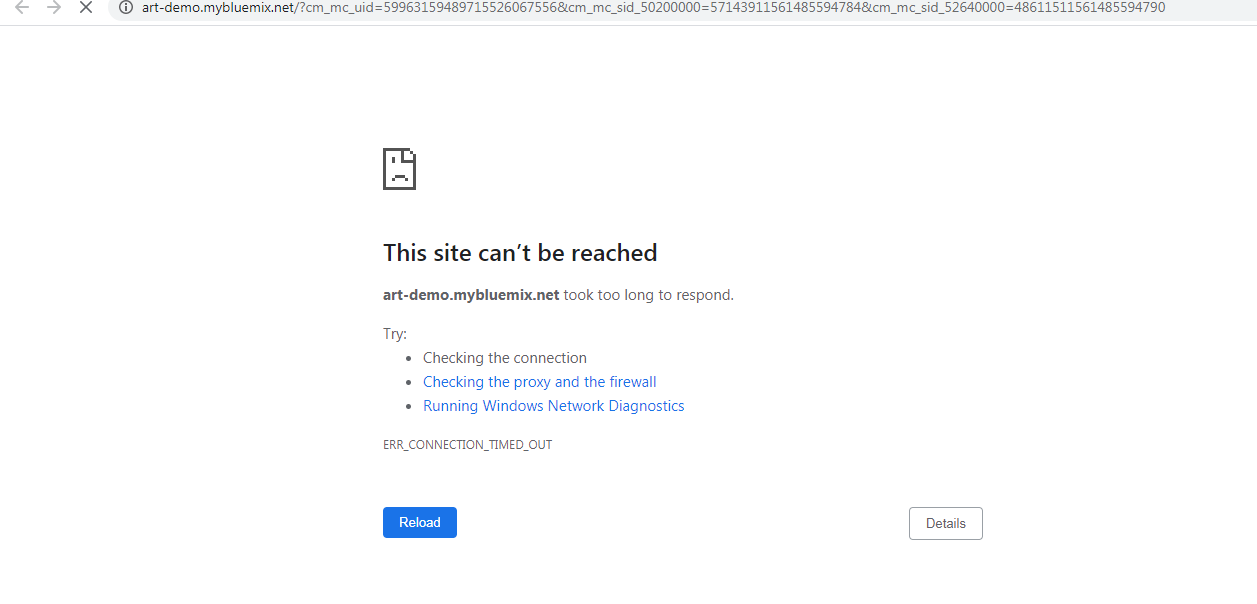 art-demo.mybluemix.net/?cm_mc_uid=59963159489715526067556&cm_mc_sid_50200000=57143911561485594784&cm_mc_sid_52640000=48611511561485594790
This site can’t be reached
art-demo.mybluemix.net took too long to respond.
Try:
• Checking the connection
• Checking the proxy and the firewall
• Running Windows Network Diagnostics
ERR_CONNECTION_TIMED_OUT
Reload
Details